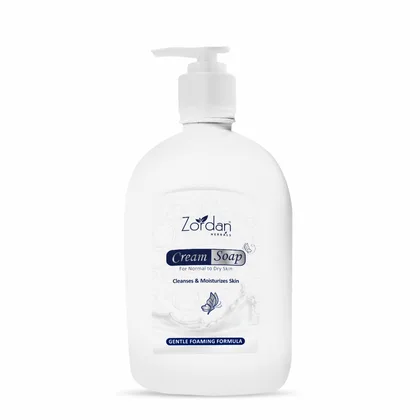 Zordan
HERBALS
Cream Soap
For Normal to Dry Skin
Cleanses & Moisturizes Skin
GENTLE FOAMING FORMULA